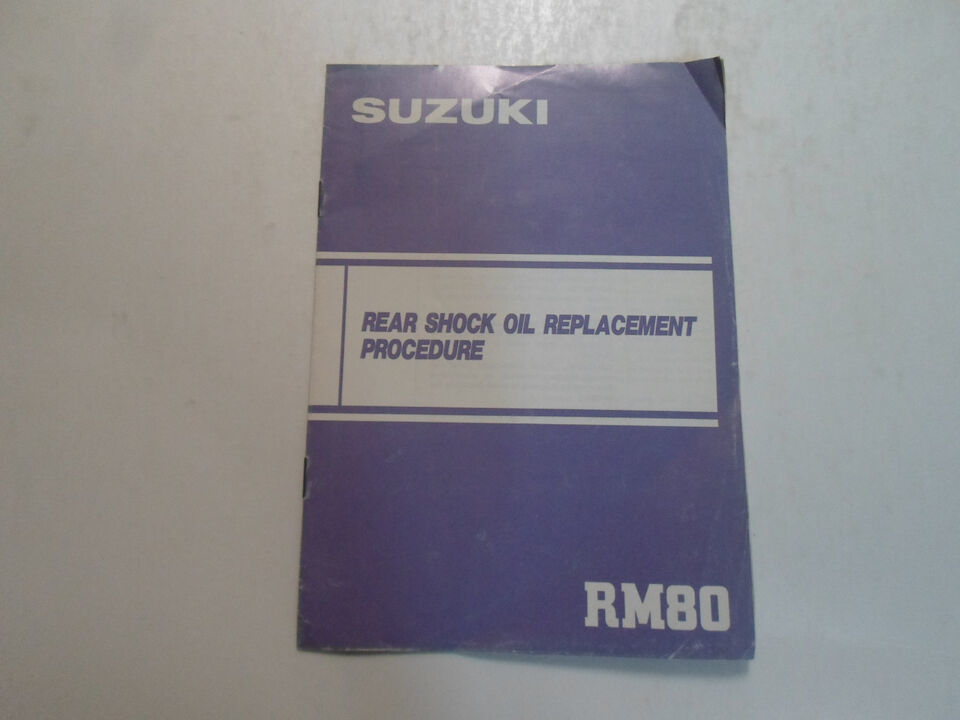 SUZUKI
REAR SHOCK OIL REPLACEMENT
PROCEDURE
RM80